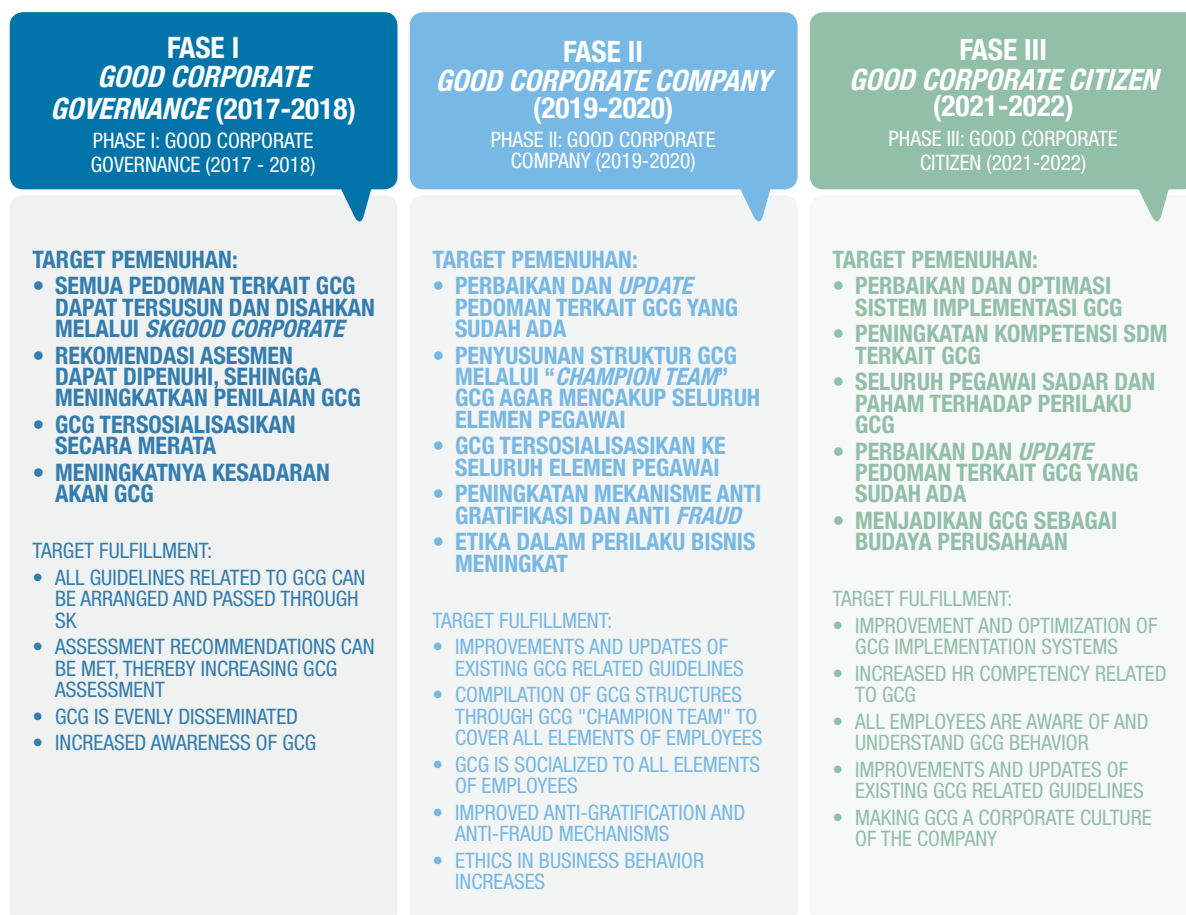 FASE I
GOOD CORPORATE
GOVERNANCE (2017-2018)
PHASE I: GOOD CORPORATE
GOVERNANCE (2017 - 2018)
TARGET PEMENUHAN:
• SEMUA PEDOMAN TERKAIT GCG
DAPAT TERSUSUN DAN DISAHKAN
MELALUI SKGOOD CORPORATE
• REKOMENDASI ASESMEN
DAPAT DIPENUHI, SEHINGGA
MENINGKATKAN PENILAIAN GCG
• GCG TERSOSIALISASIKAN
SECARA MERATA
• MENINGKATNYA KESADARAN
AKAN GCG
TARGET FULFILLMENT:
• ALL GUIDELINES RELATED TO GCG CAN
BE ARRANGED AND PASSED THROUGH
SK
• ASSESSMENT RECOMMENDATIONS CAN
BE MET, THEREBY INCREASING GCG
ASSESSMENT
• GCG IS EVENLY DISSEMINATED
• INCREASED AWARENESS OF GCG
FASE II
GOOD CORPORATE COMPANY
(2019-2020)
PHASE II: GOOD CORPORATE
COMPANY (2019-2020)
TARGET PEMENUHAN:
• PERBAIKAN DAN UPDATE
PEDOMAN TERKAIT GCG YANG
SUDAH ADA
• PENYUSUNAN STRUKTUR GCG
MELALUI “CHAMPION TEAM”
GCG AGAR MENCAKUP SELURUH
ELEMEN PEGAWAI
• GCG TERSOSIALISASIKAN KE
SELURUH ELEMEN PEGAWAI
• PENINGKATAN MEKANISME ANTI
GRATIFIKASI DAN ANTI FRAUD
• ETIKA DALAM PERILAKU BISNIS
MENINGKAT
TARGET FULFILLMENT:
• IMPROVEMENTS AND UPDATES OF
EXISTING GCG RELATED GUIDELINES
• COMPILATION OF GCG STRUCTURES
THROUGH GCG "CHAMPION TEAM" TO
COVER ALL ELEMENTS OF EMPLOYEES
• GCG IS SOCIALIZED TO ALL ELEMENTS
OF EMPLOYEES
• IMPROVED ANTI-GRATIFICATION AND
ANTI-FRAUD MECHANISMS
• ETHICS IN BUSINESS BEHAVIOR
INCREASES
FASE III
GOOD CORPORATE CITIZEN
(2021-2022)
PHASE III: GOOD CORPORATE
CITIZEN (2021-2022)
TARGET PEMENUHAN:
• PERBAIKAN DAN OPTIMASI
SISTEM IMPLEMENTASI GCG
• PENINGKATAN KOMPETENSI SDM
TERKAIT GCG
• SELURUH PEGAWAI SADAR DAN
PAHAM TERHADAP PERILAKU
GCG
• PERBAIKAN DAN UPDATE
PEDOMAN TERKAIT GCG YANG
SUDAH ADA
• MENJADIKAN GCG SEBAGAI
BUDAYA PERUSAHAAN
TARGET FULFILLMENT:
• IMPROVEMENT AND OPTIMIZATION OF
GCG IMPLEMENTATION SYSTEMS
• INCREASED HR COMPETENCY RELATED
TO GCG
• ALL EMPLOYEES ARE AWARE OF AND
UNDERSTAND GCG BEHAVIOR
• IMPROVEMENTS AND UPDATES OF
EXISTING GCG RELATED GUIDELINES
• MAKING GCG A CORPORATE CULTURE
OF THE COMPANY